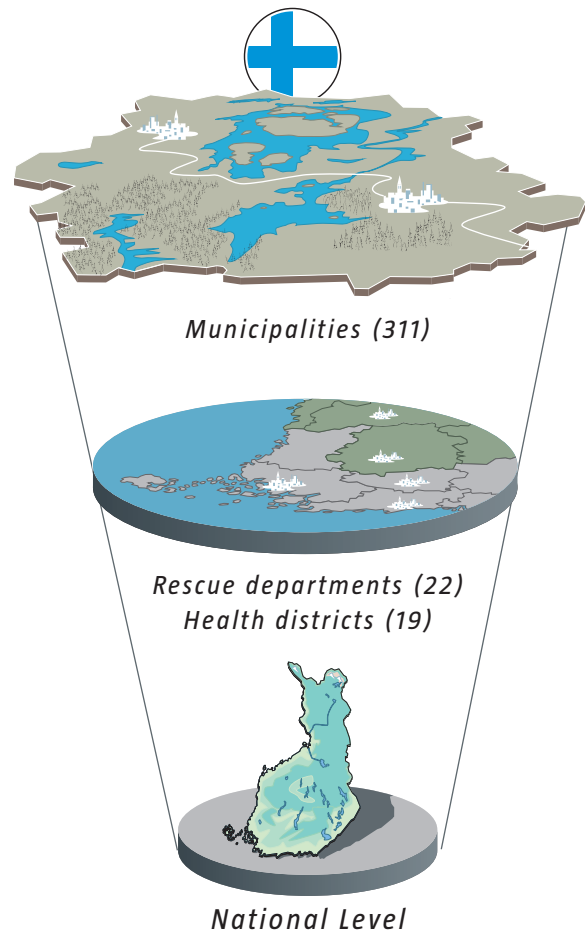 Municipalities (311)
Rescue departments (22)
Health districts (19)
National Level